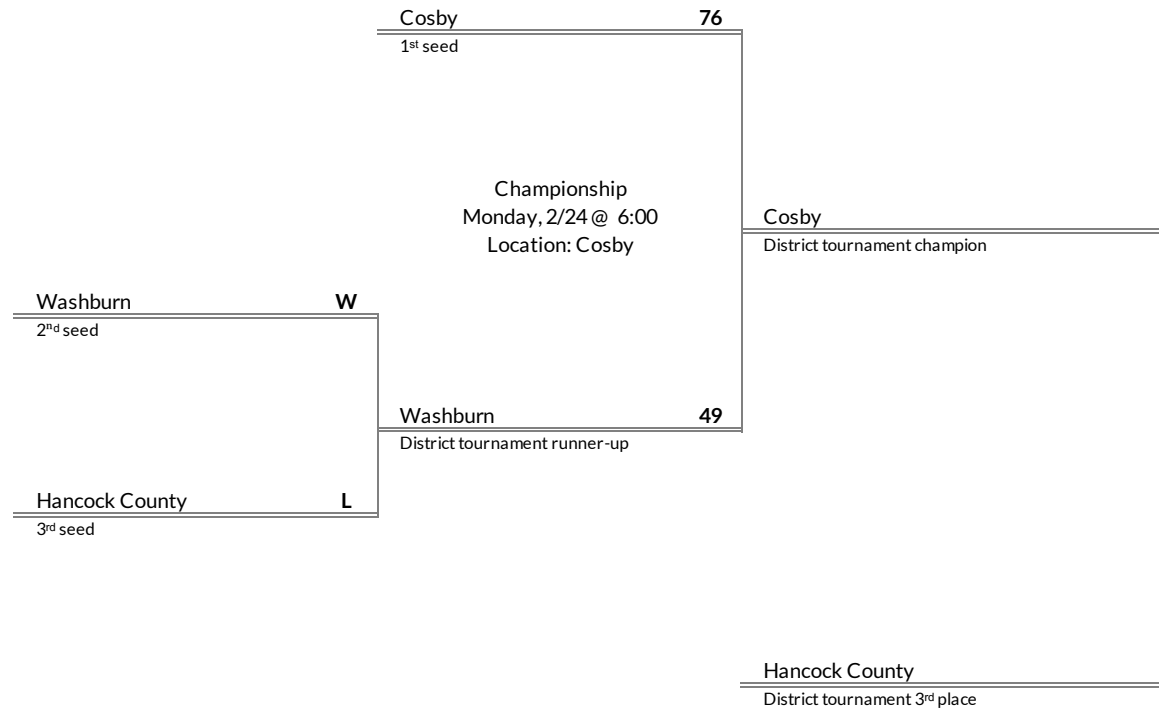 Cosby 76
1st seed
Championship
Monday, 2/24 @ 6:00
Location: Cosby
Cosby
District tournament champion
Washburn W
2nd seed
Washburn 49
District tournament runner-up
Hancock County L
3rd seed
Hancock County
District tournament 3rd place